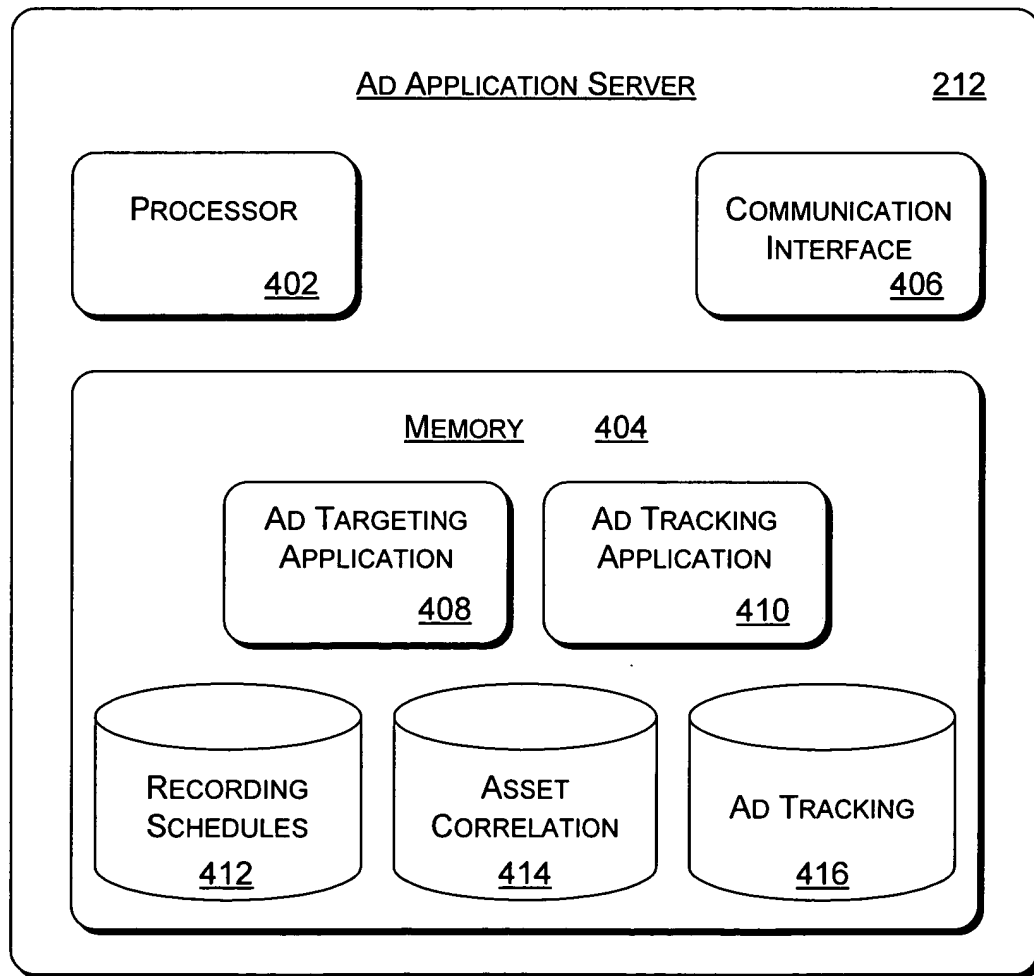 AD APPLICATION SERVER 212
PROCESSOR
402
COMMUNICATION
INTERFACE
406
MEMORY 404
AD TARGETING
APPLICATION
408
AD TRACKING
APPLICATION
410
RECORDING
SCHEDULES
412
ASSET
CORRELATION
414
AD TRACKING
416